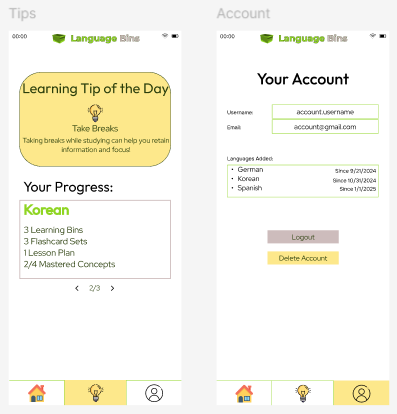 Tips
00:00
Language Bins
Learning Tip of the Day
Take Breaks
Taking breaks while studying can help you retain
information and focus!
Your Progress:
Korean
3 Learning Bins
3 Flashcard Sets
1 Lesson Plan
2/4 Mastered Concepts
< 2/3 >
Account
00:00
Language Bins
Your Account
Username: account.username
Email: account@gmail.com
Languages Added:
• German Since 9/21/2024
• Korean Since 10/31/2024
• Spanish Since 1/1/2025
Logout
Delete Account